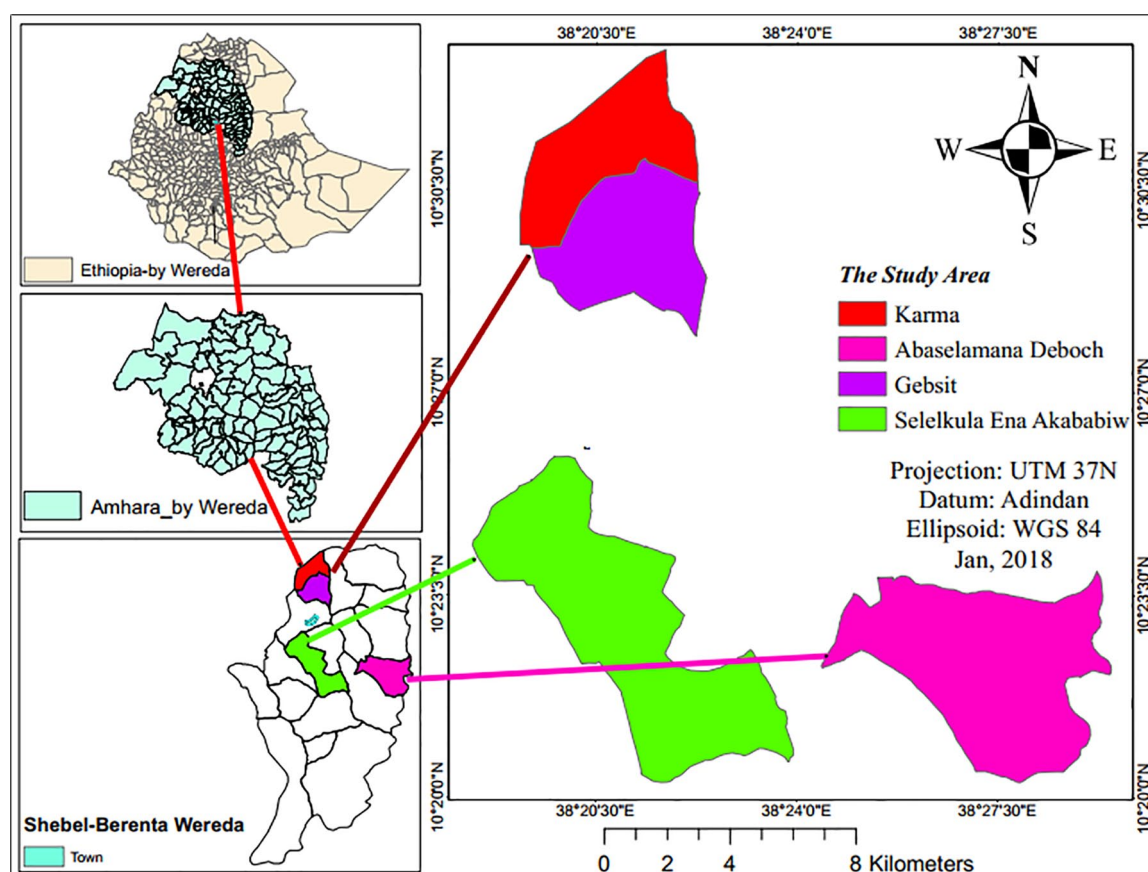 Ethiopia-by Wereda
Amhara_by Wereda
Shebel-Berenta Wereda
Town
38°20'30"E 38°24'0"E 38°27'30"E
10°30'30"N 10°30'30"N
10°27'0"N
10°23'30"N 10°23'30"N
10°20'0"N 10°20'0"N
N
W E
S
The Study Area
Karma
Abaselamana Deboch
Gebsit
Selelkula Ena Akababiw
Projection: UTM 37N
Datum: Adindan
Ellipsoid: WGS 84
Jan, 2018
38°20'30"E 38°24'0"E 38°27'30"E
0 2 4 8 Kilometers